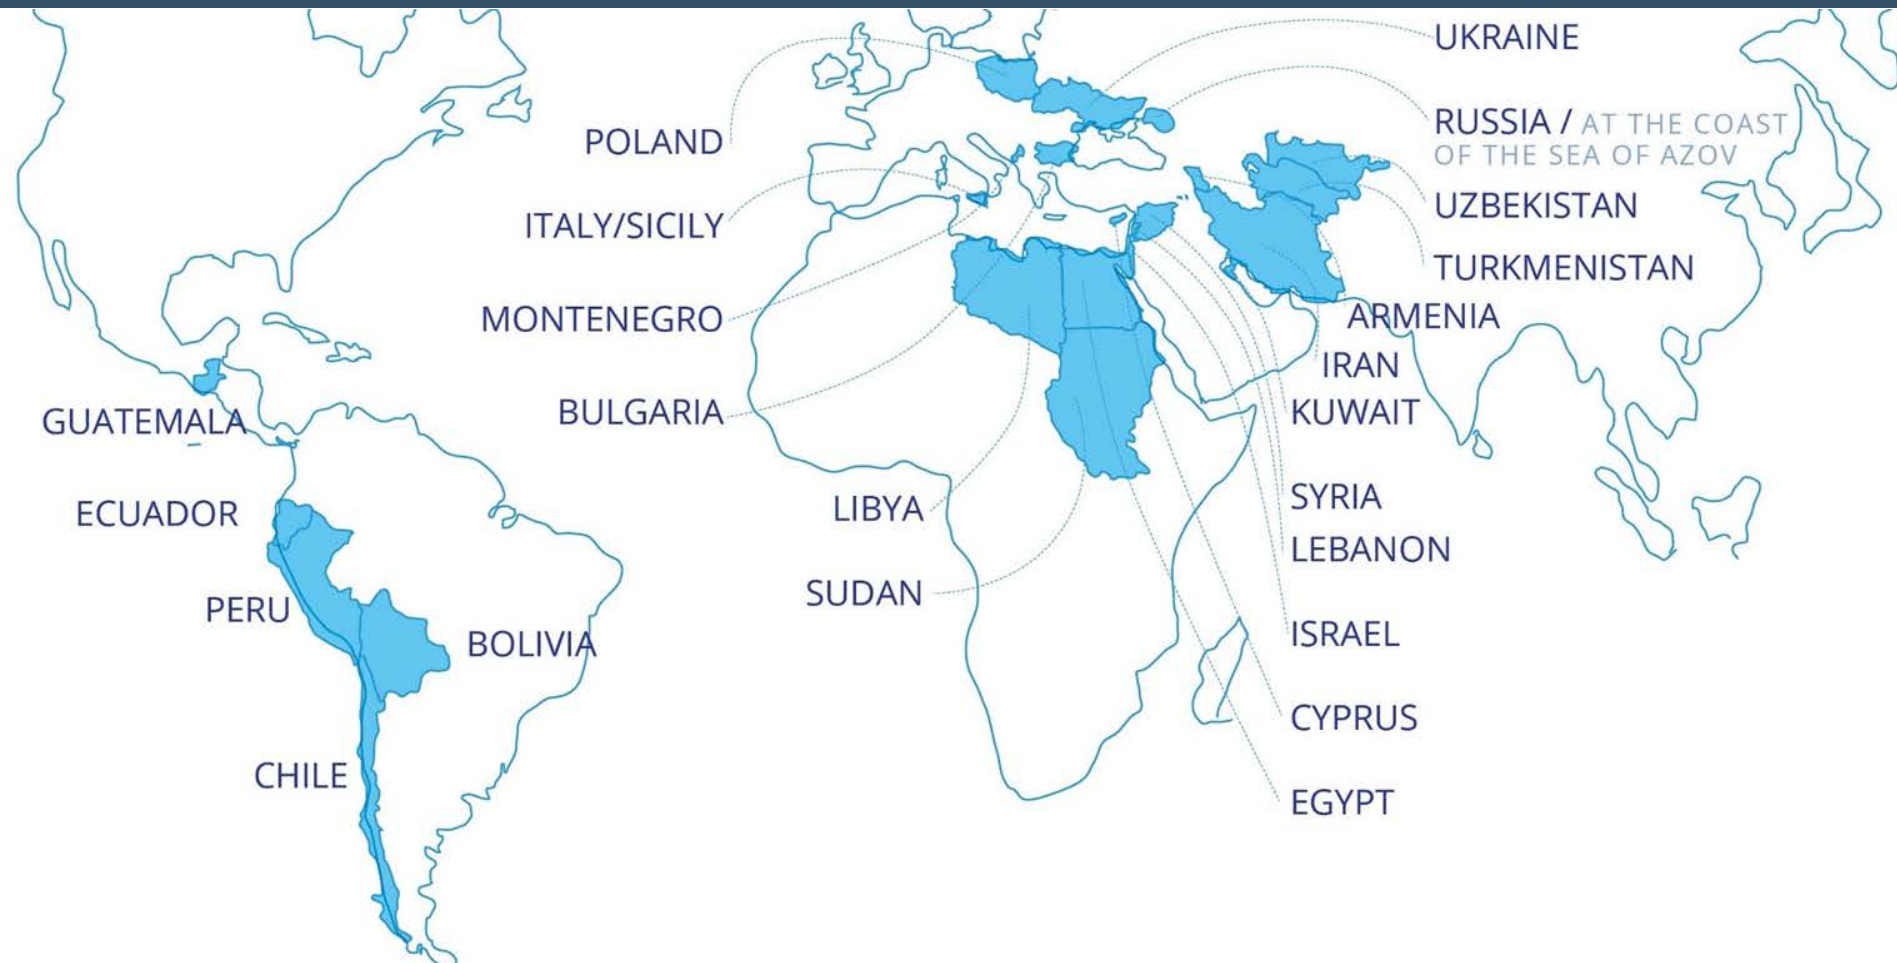 UKRAINE
POLAND
RUSSIA / AT THE COAST
OF THE SEA OF AZOV
ITALY/SICILY
UZBEKISTAN
TURKMENISTAN
MONTENEGRO
ARMENIA
IRAN
BULGARIA
KUWAIT
GUATEMALA
SYRIA
LIBYA
ECUADOR
LEBANON
SUDAN
PERU
ISRAEL
BOLIVIA
CYPRUS
CHILE
EGYPT